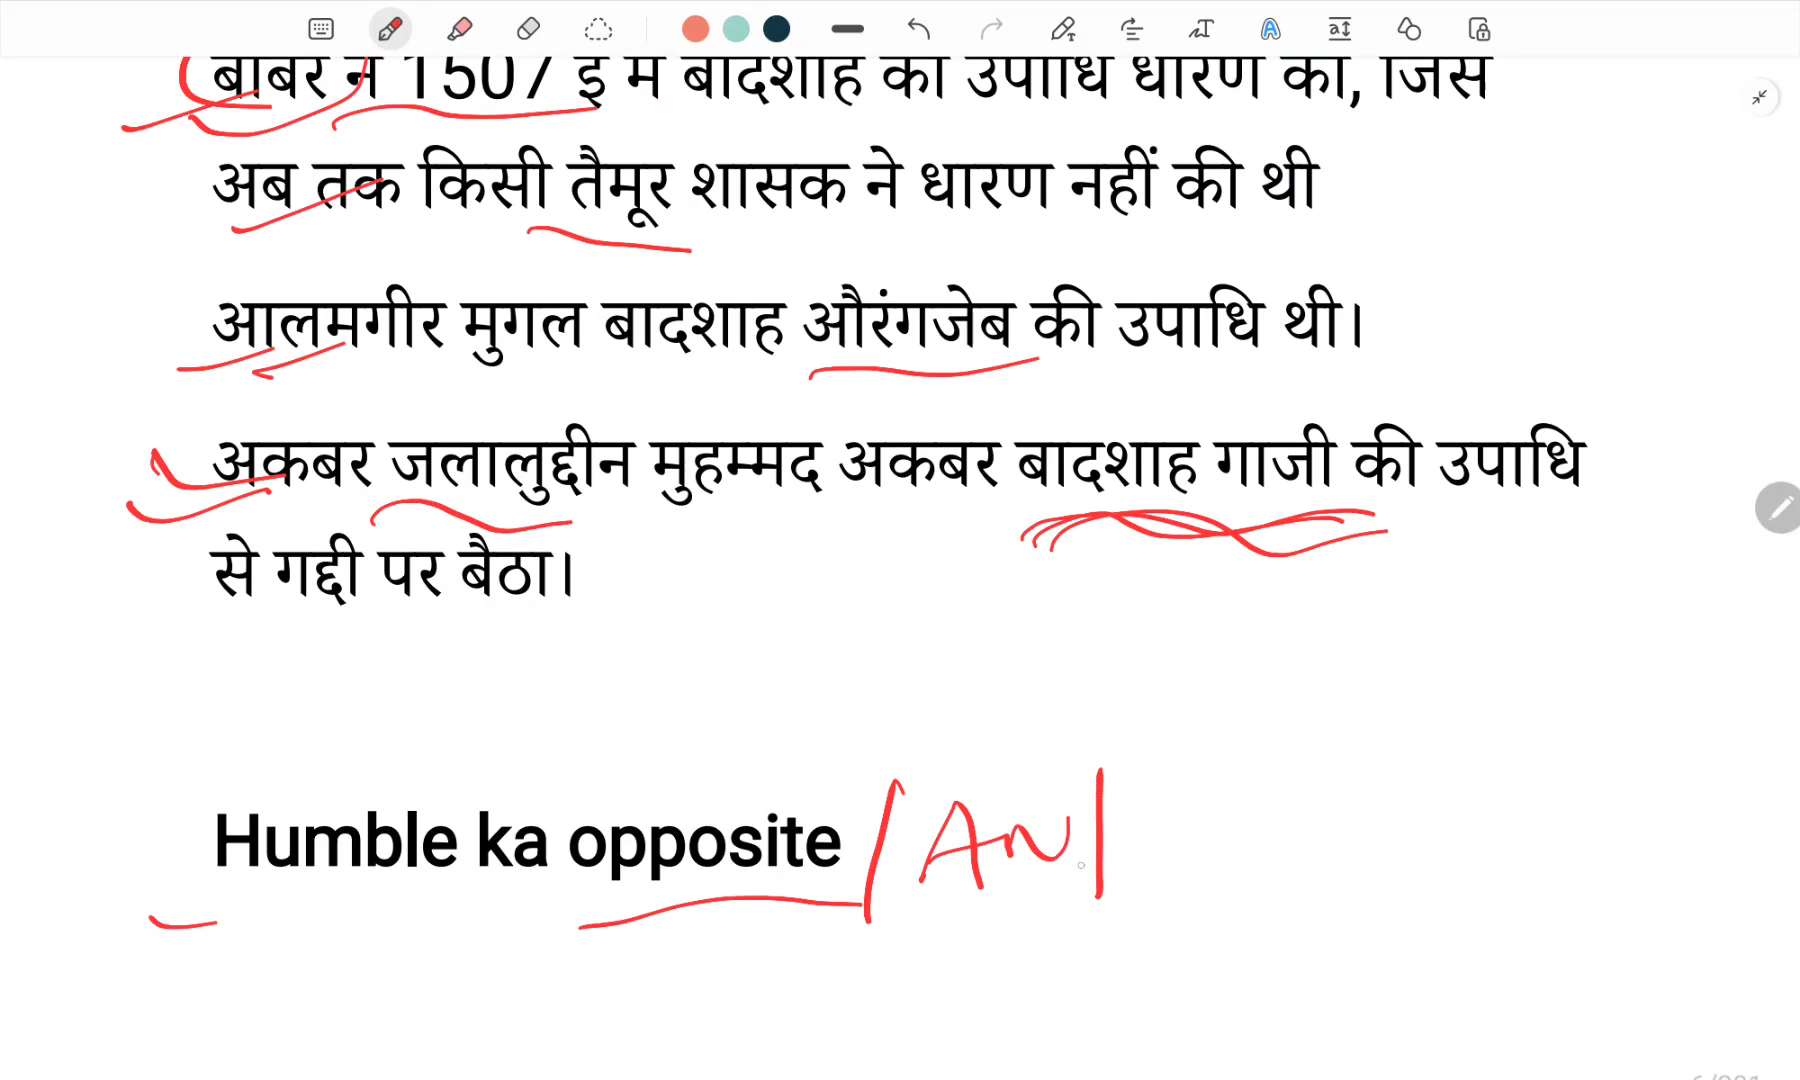 बाबर ने 1507 ई में बादशाह की उपाधि धारण की, जिसे
अब तक किसी तैमूर शासक ने धारण नहीं की थी
आलमगीर मुगल बादशाह औरंगजेब की उपाधि थी।
अकबर जलालुद्दीन मुहम्मद अकबर बादशाह गाजी की उपाधि
से गद्दी पर बैठा।
Humble ka opposite AN